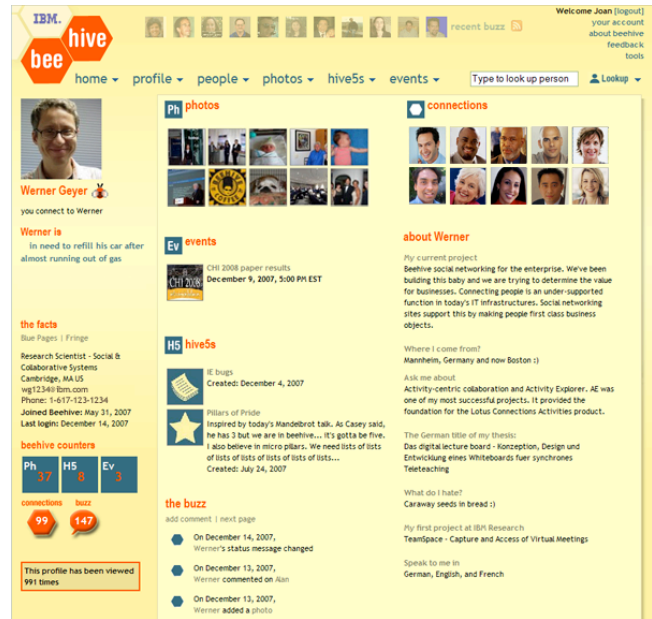 IBM.
bee
hive
recent buzz
Welcome Joan [logout]
your account
about beehive
feedback
tools
home profile people photos hive5s events
Type to look up person
Lookup
Werner Geyer
you connect to Werner
Werner is
in need to refill his car after
almost running out of gas
the facts
Blue Pages | Fringe
Research Scientist - Social &
Collaborative Systems
Cambridge, MA US
wg1234@ibm.com
Phone: 1-617-123-1234
Joined Beehive: May 31, 2007
Last login: December 14, 2007
beehive counters
Ph 37
H5 8
Ev 3
connections
99
buzz
147
This profile has been viewed
991 times
Ph photos
Ev events
CHI 2008
CHI 2008 paper results
December 9, 2007, 5:00 PM EST
H5 hive5s
IE bugs
Created: December 4, 2007
Pillars of Pride
Inspired by today's Mandelbrot talk. As Casey said,
he has 3 but we are in beehive... it's gotta be five.
I also believe in micro pillars. We need lists of lists
of lists of lists of lists of lists of lists...
Created: July 24, 2007
the buzz
add comment | next page
On December 14, 2007,
Werner's status message changed
On December 13, 2007,
Werner commented on Alan
On December 13, 2007,
Werner added a photo
connections
about Werner
My current project
Beehive social networking for the enterprise. We've been
building this baby and we are trying to determine the value
for businesses. Connecting people is an under-supported
function in today's IT infrastructures. Social networking
sites support this by making people first class business
objects.
Where I come from?
Mannheim, Germany and now Boston :)
Ask me about
Activity-centric collaboration and Activity Explorer. AE was
one of my most successful projects. It provided the
foundation for the Lotus Connections Activities product.
The German title of my thesis:
Das digitale lecture board - Konzeption, Design und
Entwicklung eines Whiteboards fuer synchrones
Teleteaching
What do I hate?
Caraway seeds in bread :)
My first project at IBM Research
TeamSpace - Capture and Access of Virtual Meetings
Speak to me in
German, English, and French